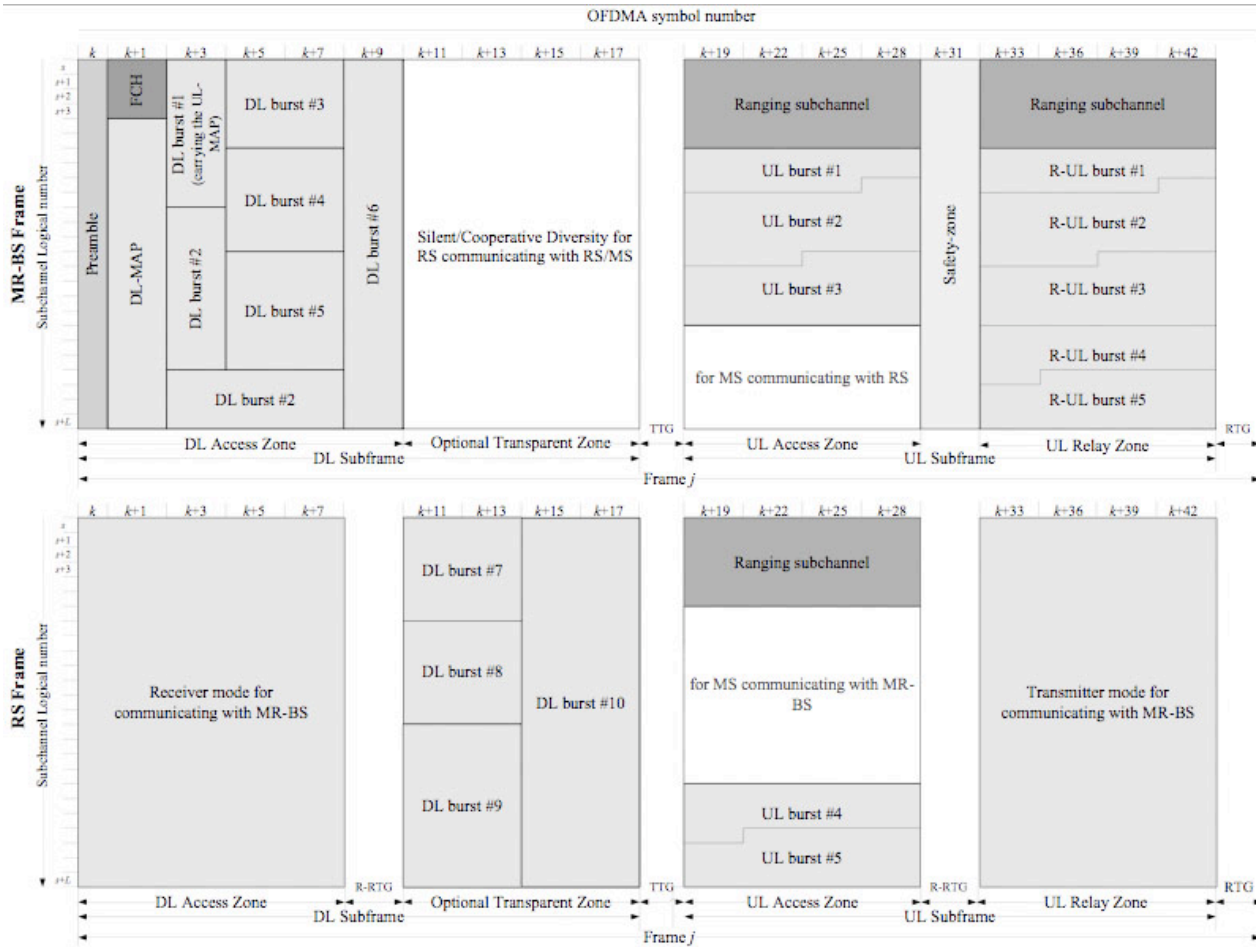 OFDMA symbol number
k k+1 k+3 k+5 k+7 k+9 k+11 k+13 k+15 k+17 k+19 k+22 k+25 k+28 k+31 k+33 k+36 k+39 k+42
MR-BS Frame
Subchannel Logical number
s
s+1
s+2
s+3
s+L
Preamble
FCH
DL-MAP
DL burst #1
(carrying the UL-
MAP)
DL burst #2
DL burst #3
DL burst #4
DL burst #5
DL burst #2
DL burst #6
Silent/Cooperative Diversity for
RS communicating with RS/MS
Ranging subchannel
UL burst #1
UL burst #2
UL burst #3
for MS communicating with RS
Safety-zone
Ranging subchannel
R-UL burst #1
R-UL burst #2
R-UL burst #3
R-UL burst #4
R-UL burst #5
DL Access Zone Optional Transparent Zone TTG UL Access Zone UL Relay Zone RTG
DL Subframe UL Subframe
Frame j
k k+1 k+3 k+5 k+7 k+11 k+13 k+15 k+17 k+19 k+22 k+25 k+28 k+33 k+36 k+39 k+42
RS Frame
Subchannel Logical number
s
s+1
s+2
s+3
s+L
Receiver mode for
communicating with MR-BS
DL burst #7
DL burst #8
DL burst #9
DL burst #10
Ranging subchannel
for MS communicating with MR-
BS
UL burst #4
UL burst #5
Transmitter mode for
communicating with MR-BS
DL Access Zone R-RTG Optional Transparent Zone TTG UL Access Zone R-RTG UL Relay Zone RTG
DL Subframe UL Subframe
Frame j